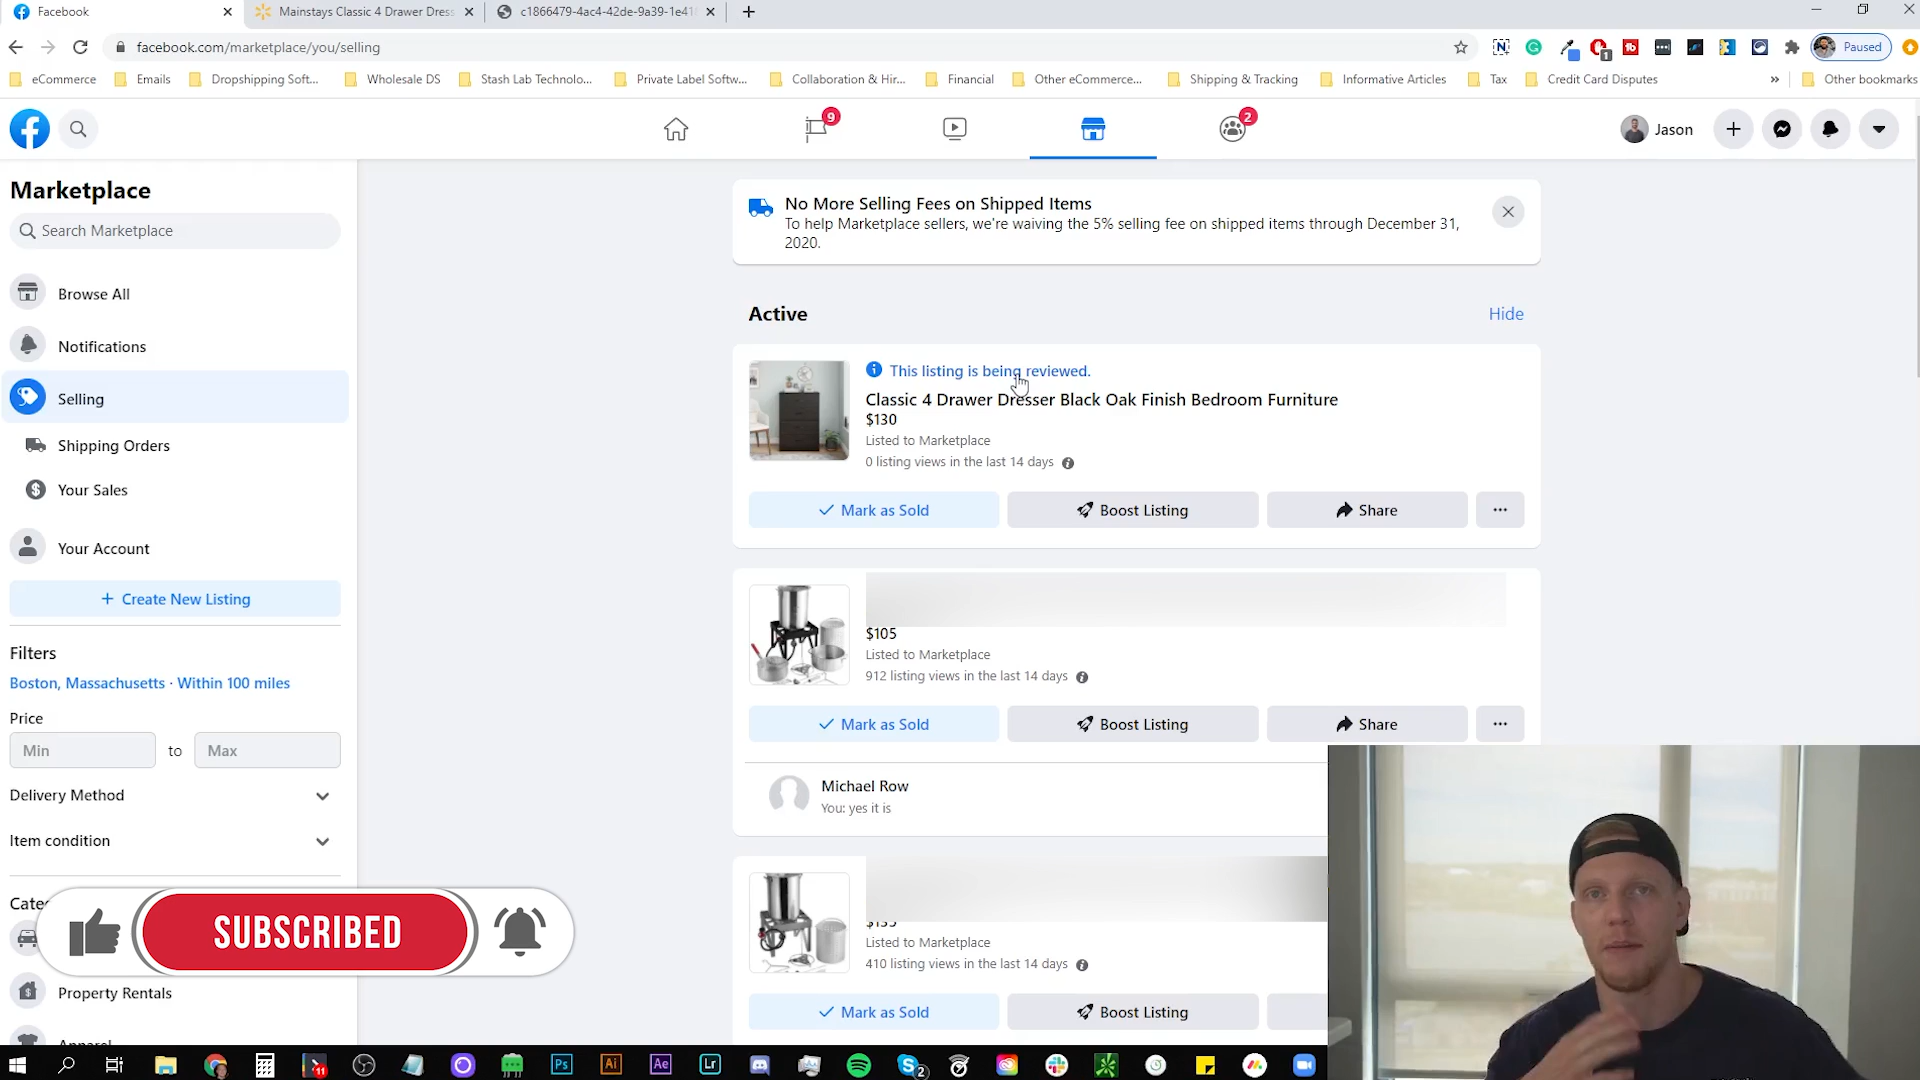 Facebook
Mainstays Classic 4 Drawer Dress
c1866479-4ac4-42de-9a39-1e41
facebook.com/marketplace/you/selling
Paused
eCommerce
Emails
Dropshipping Soft...
Wholesale DS
Stash Lab Technolo...
Private Label Softw...
Collaboration & Hir...
Financial
Other eCommerce...
Shipping & Tracking
Informative Articles
Tax
Credit Card Disputes
»
Other bookmarks
9
2
Jason
Marketplace
Search Marketplace
Browse All
Notifications
Selling
Shipping Orders
Your Sales
Your Account
+ Create New Listing
Filters
Boston, Massachusetts · Within 100 miles
Price
Min
to
Max
Delivery Method
Item condition
Cate
SUBSCRIBED
Property Rentals
Apparel
No More Selling Fees on Shipped Items
To help Marketplace sellers, we're waiving the 5% selling fee on shipped items through December 31,
2020.
Active
Hide
This listing is being reviewed.
Classic 4 Drawer Dresser Black Oak Finish Bedroom Furniture
$130
Listed to Marketplace
0 listing views in the last 14 days
Mark as Sold
Boost Listing
Share
$105
Listed to Marketplace
912 listing views in the last 14 days
Mark as Sold
Boost Listing
Share
Michael Row
You: yes it is
$135
Listed to Marketplace
410 listing views in the last 14 days
Mark as Sold
Boost Listing
11
Ps
Ai
Ae
Lr
2